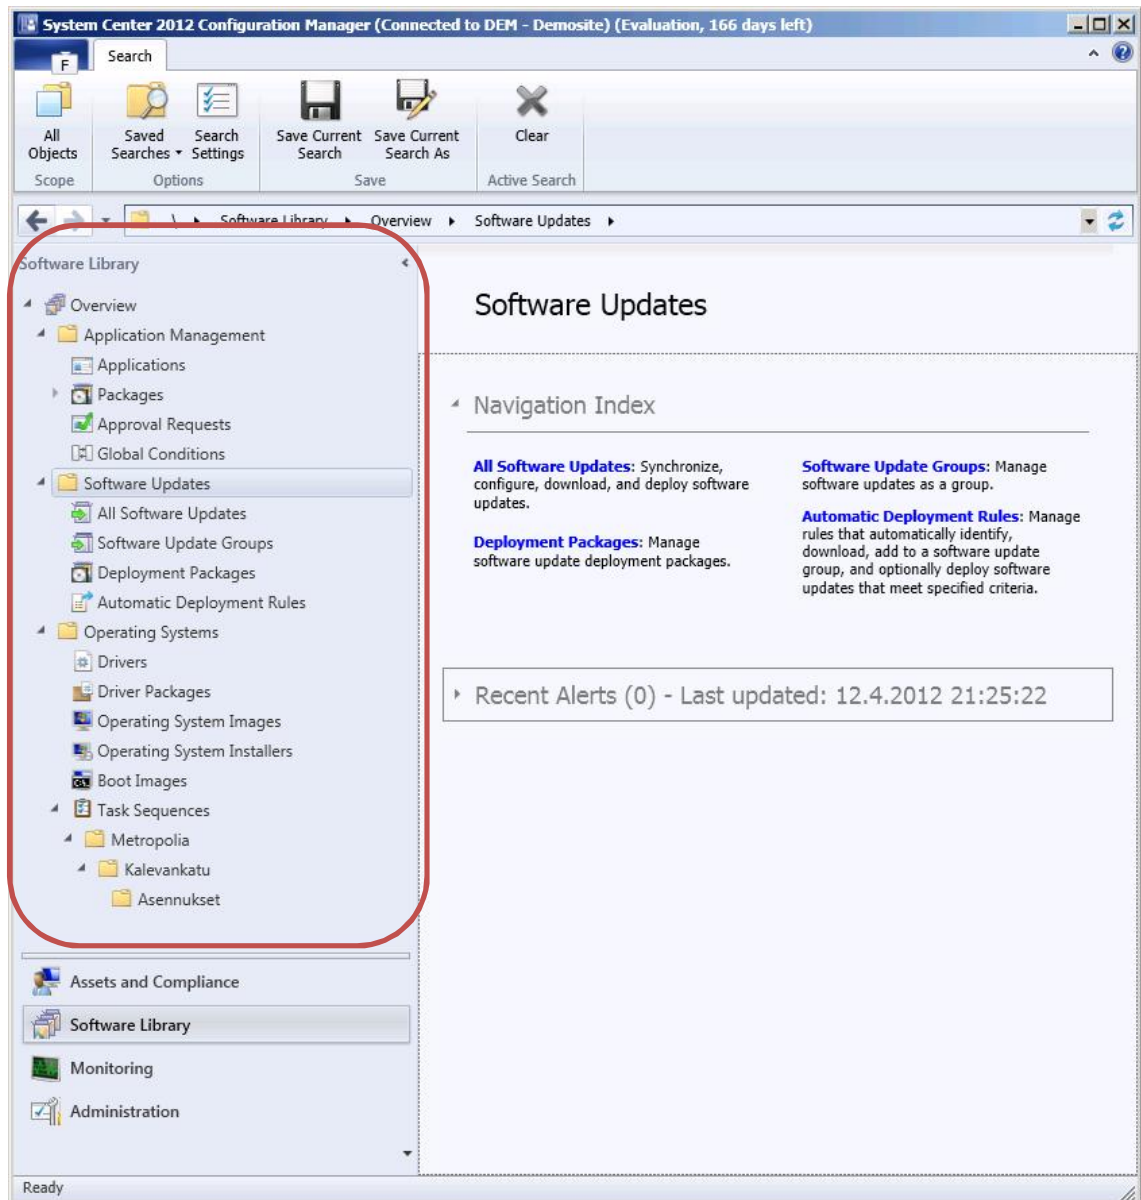 System Center 2012 Configuration Manager (Connected to DEM - Demosite) (Evaluation, 166 days left)
F
Search
All Objects
Saved Searches
Search Settings
Save Current Search
Save Current Search As
Clear
Scope
Options
Save
Active Search
\ Software Library Overview Software Updates
Software Library
Overview
Application Management
Applications
Packages
Approval Requests
Global Conditions
Software Updates
All Software Updates
Software Update Groups
Deployment Packages
Automatic Deployment Rules
Operating Systems
Drivers
Driver Packages
Operating System Images
Operating System Installers
Boot Images
Task Sequences
Metropolia
Kalevankatu
Asennukset
Assets and Compliance
Software Library
Monitoring
Administration
Software Updates
Navigation Index
All Software Updates: Synchronize,
configure, download, and deploy software
updates.
Deployment Packages: Manage
software update deployment packages.
Software Update Groups: Manage
software updates as a group.
Automatic Deployment Rules: Manage
rules that automatically identify,
download, add to a software update
group, and optionally deploy software
updates that meet specified criteria.
Recent Alerts (0) - Last updated: 12.4.2012 21:25:22
Ready